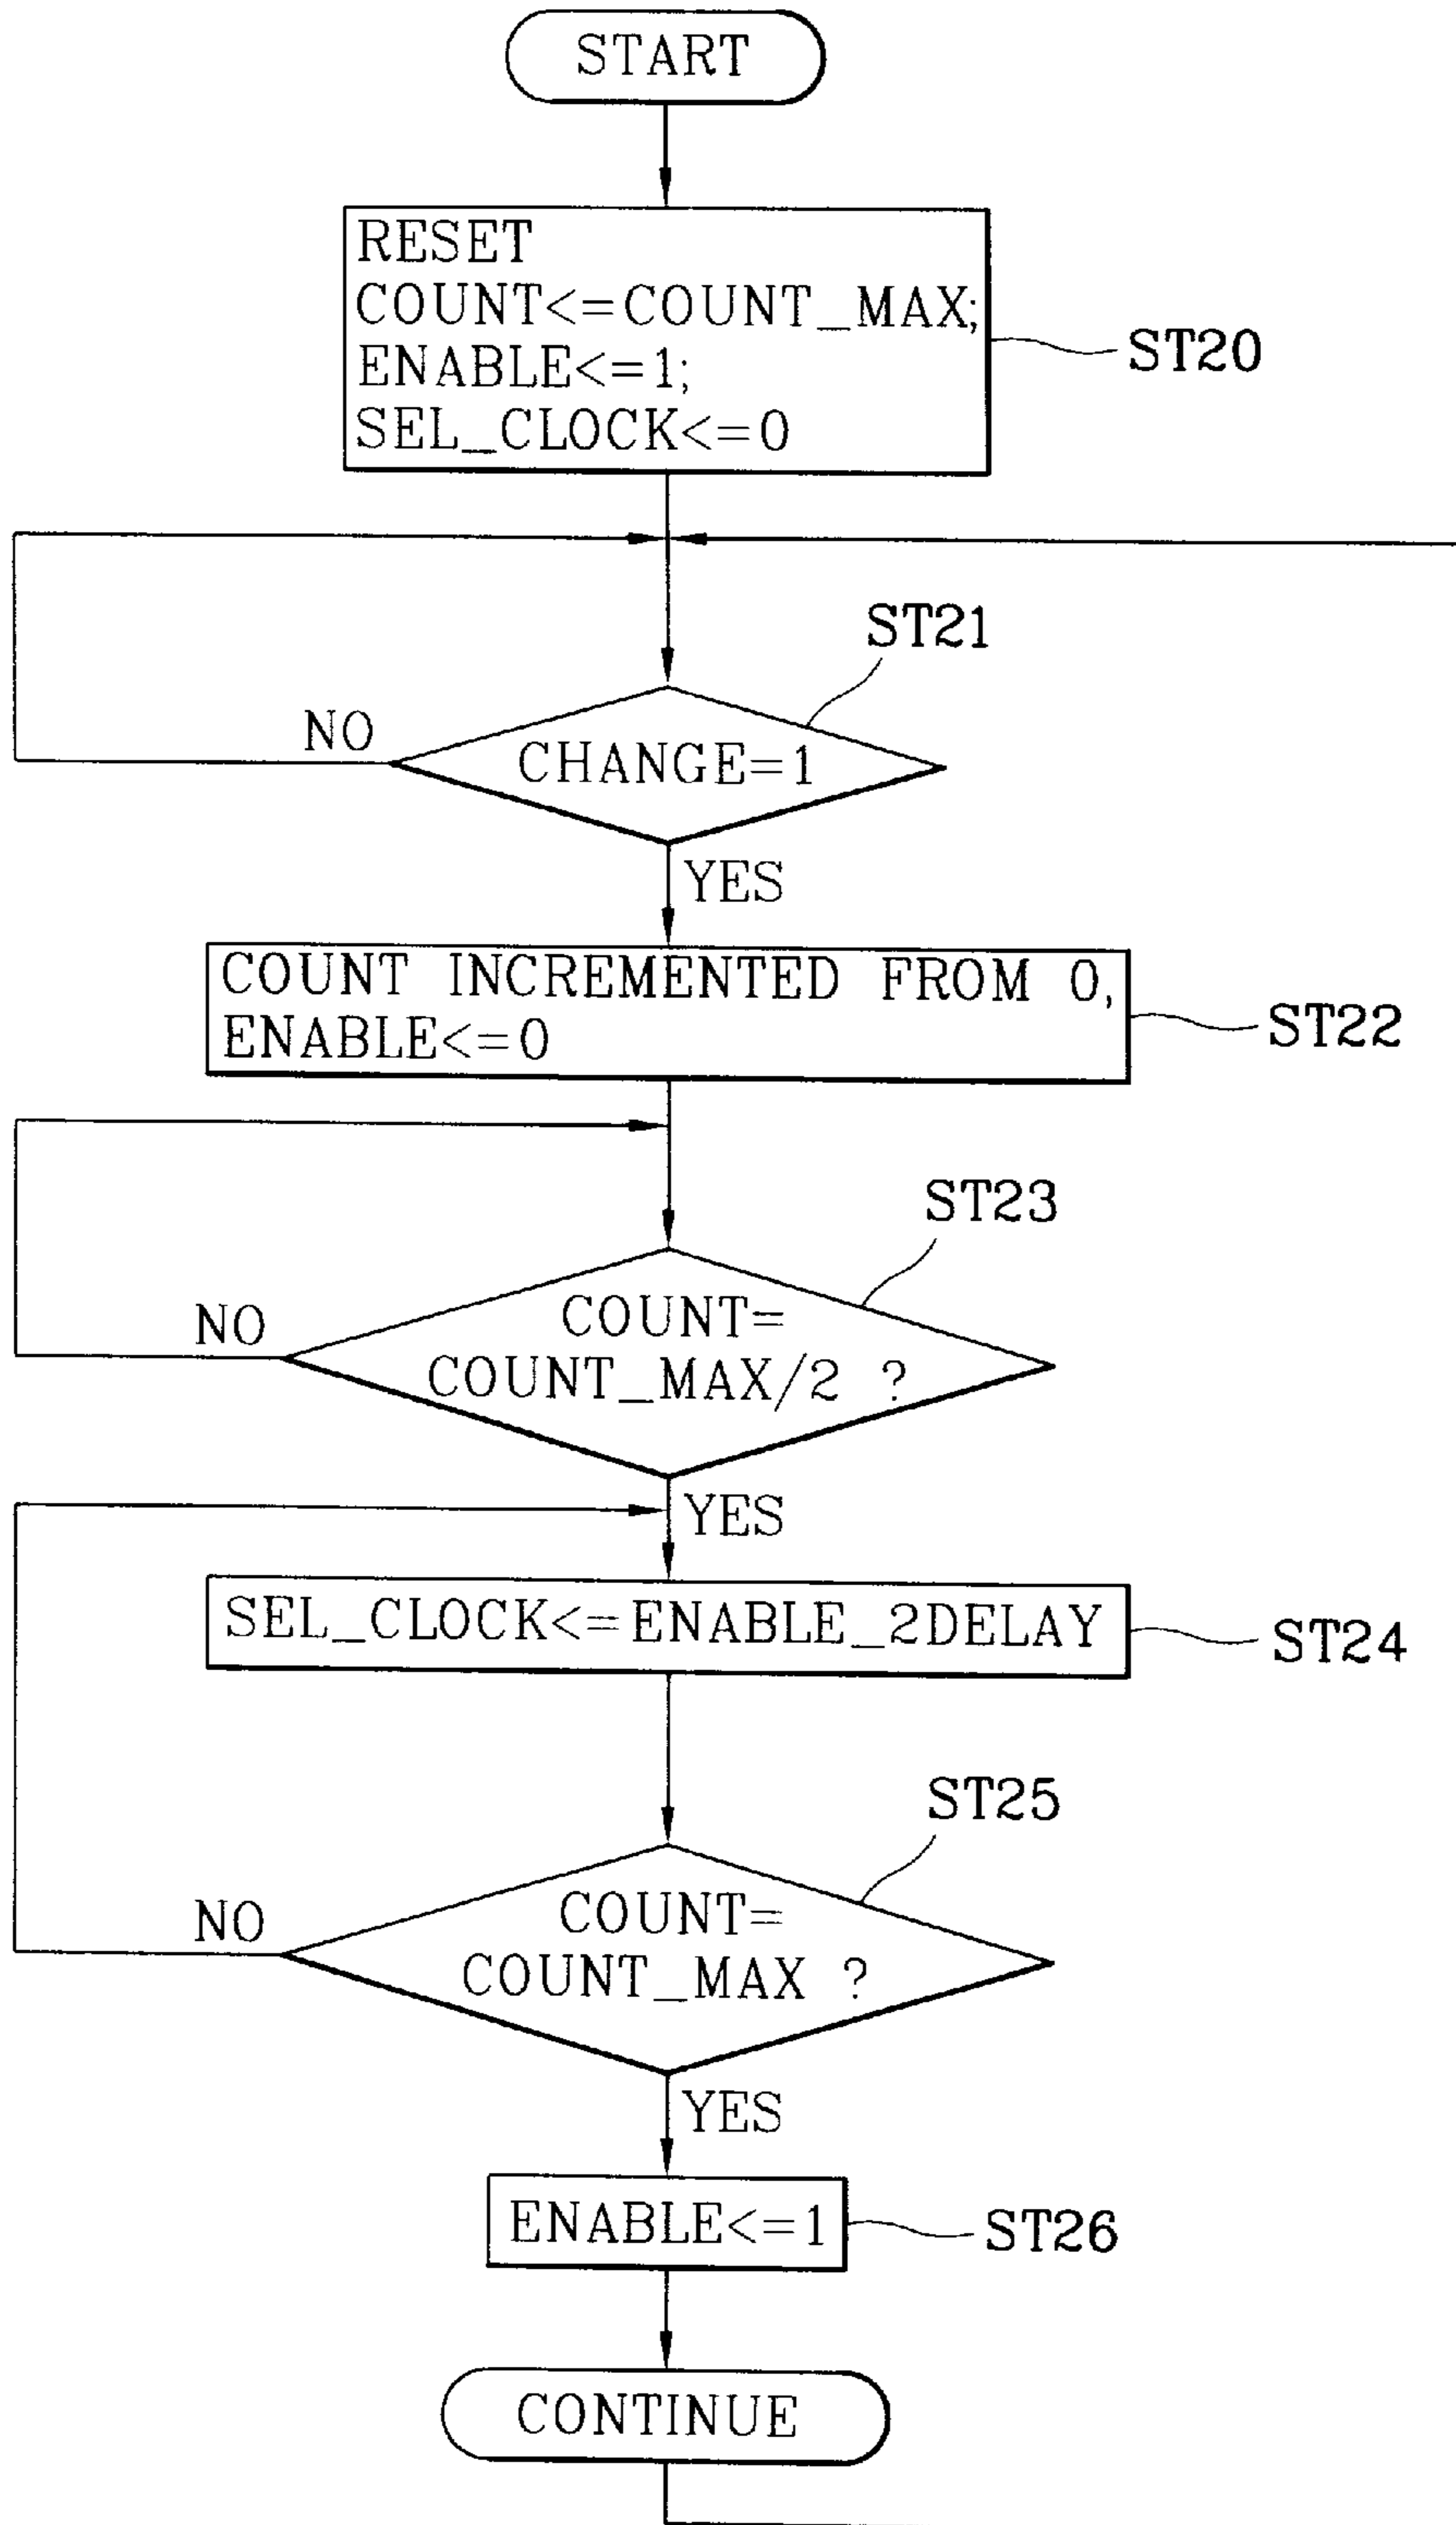 START
RESET
COUNT<=COUNT_MAX;
ENABLE<=1;
SEL_CLOCK<=0
ST20
ST21
NO
CHANGE=1
YES
COUNT INCREMENTED FROM 0,
ENABLE<=0
ST22
ST23
NO
COUNT=
COUNT_MAX/2 ?
YES
SEL_CLOCK<=ENABLE_2DELAY
ST24
ST25
NO
COUNT=
COUNT_MAX ?
YES
ENABLE<=1
ST26
CONTINUE